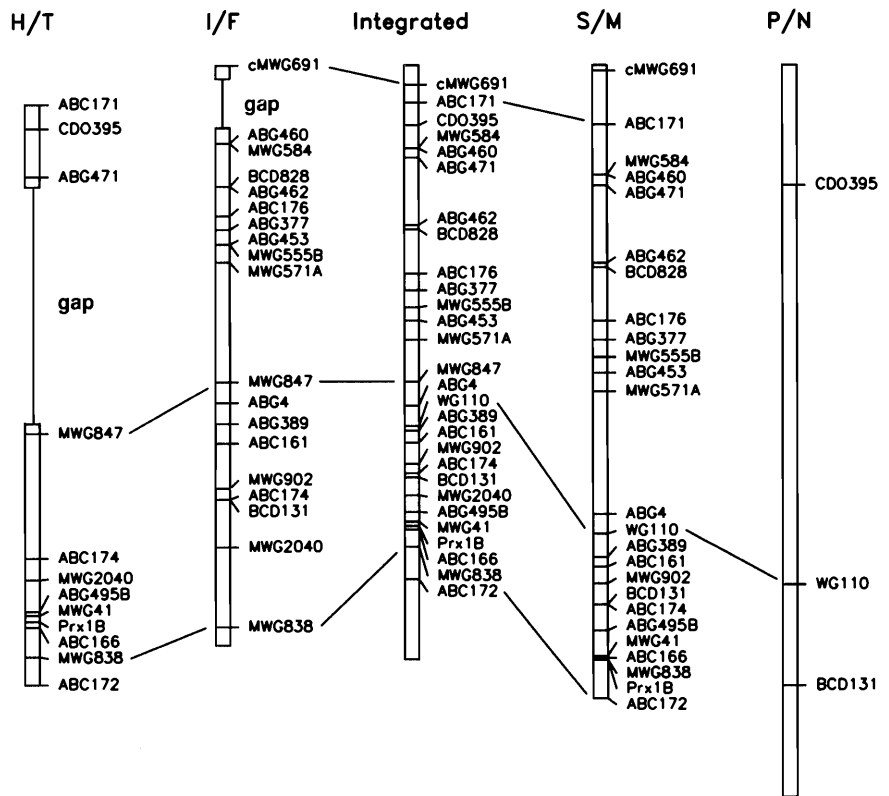 H/T
I/F
Integrated
S/M
P/N
ABC171
CDO395
ABG471
gap
MWG847
ABC174
MWG2040
ABG495B
MWG41
Prx1B
ABC166
MWG838
ABC172
cMWG691
gap
ABG460
MWG584
BCD828
ABG462
ABC176
ABG377
ABG453
MWG555B
MWG571A
MWG847
ABG4
ABG389
ABC161
MWG902
ABC174
BCD131
MWG2040
MWG838
cMWG691
ABC171
CDO395
MWG584
ABG460
ABG471
ABG462
BCD828
ABC176
ABG377
MWG555B
ABG453
MWG571A
MWG847
ABG4
WG110
ABG389
ABC161
MWG902
ABC174
BCD131
MWG2040
ABG495B
MWG41
Prx1B
ABC166
MWG838
ABC172
cMWG691
ABC171
MWG584
ABG460
ABG471
ABG462
BCD828
ABC176
ABG377
MWG555B
ABG453
MWG571A
ABG4
WG110
ABG389
ABC161
MWG902
BCD131
ABC174
ABG495B
MWG41
ABC166
MWG838
Prx1B
ABC172
CDO395
WG110
BCD131